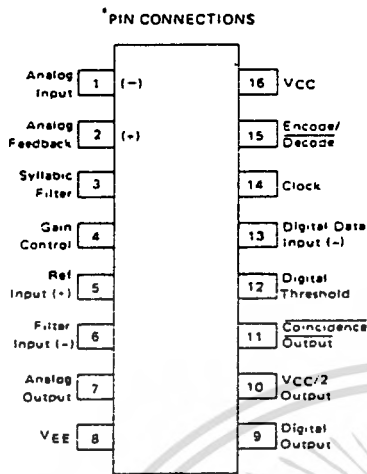 *PIN CONNECTIONS
Analog
Input
1 (−)
Analog
Feedback
2 (+)
Syllabic
Filter
3
Gain
Control
4
Ref
Input (+)
5
Filter
Input (−)
6
Analog
Output
7
VEE 8
16 VCC
15 Encode/
Decode
14 Clock
13 Digital Data
Input (−)
12 Digital
Threshold
11 Coincidence
Output
10 VCC/2
Output
9 Digital
Output